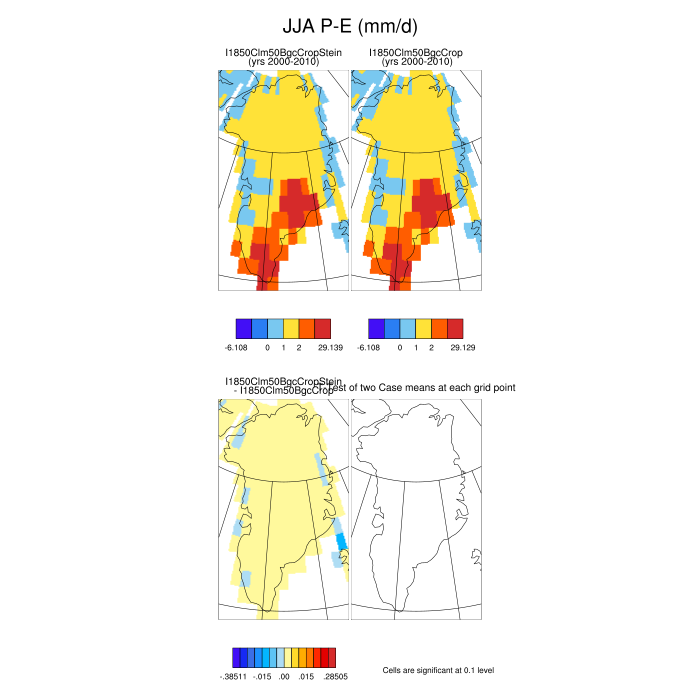 JJA P-E (mm/d)
I1850Clm50BgcCropStein
(yrs 2000-2010)
I1850Clm50BgcCrop
(yrs 2000-2010)
-6.108 0 1 2 29.139
-6.108 0 1 2 29.129
I1850Clm50BgcCropStein
- I1850Clm50BgcCrop
Test of two Case means at each grid point
-.38511 -.015 .00 .015 .28505
Cells are significant at 0.1 level